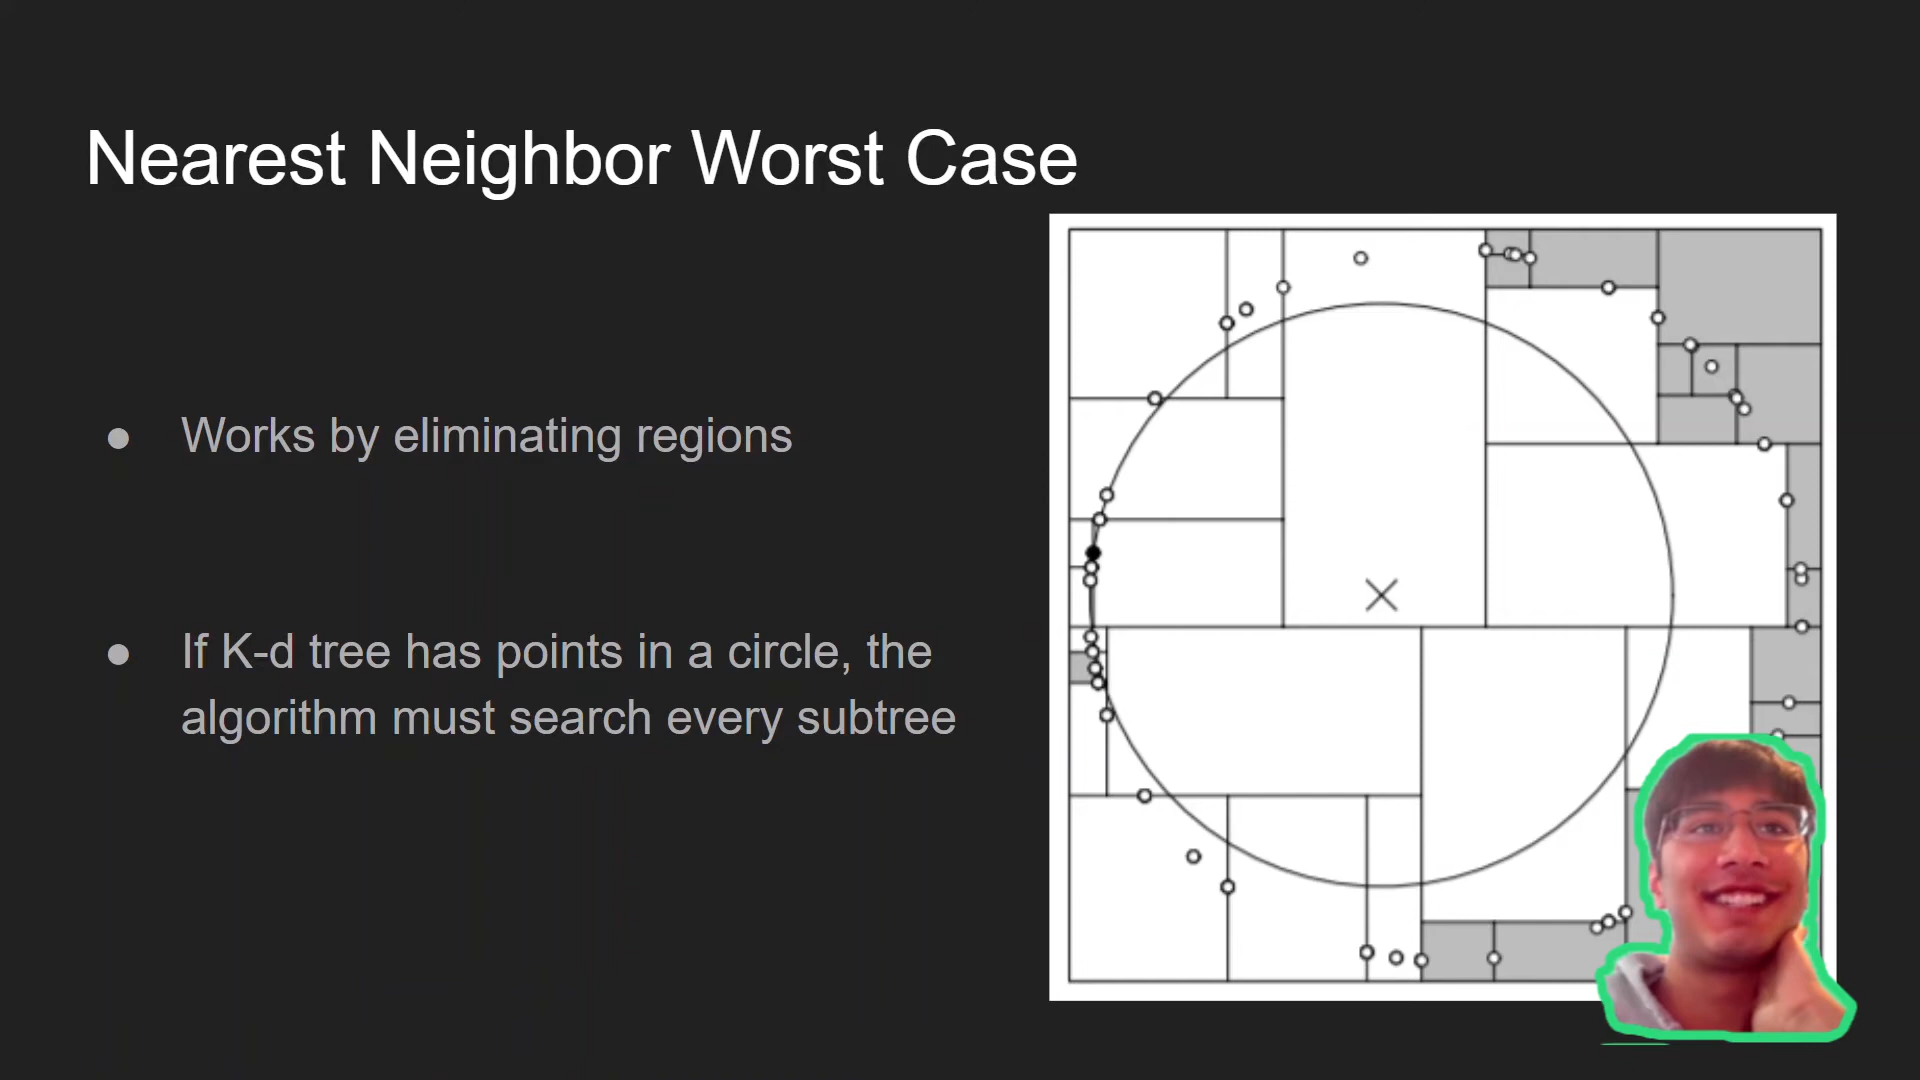 Nearest Neighbor Worst Case
● Works by eliminating regions
● If K-d tree has points in a circle, the
algorithm must search every subtree